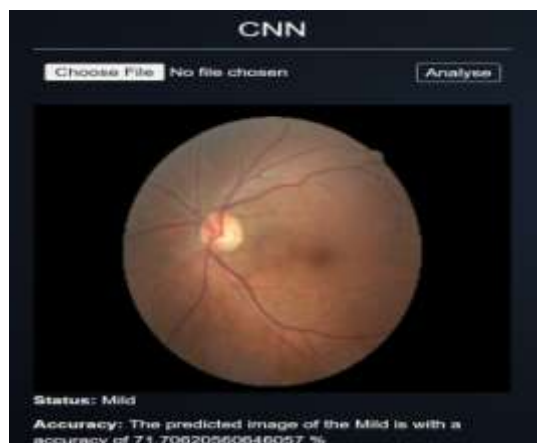 CNN
Choose File No file chosen
Analyse
Status: Mild
Accuracy: The predicted image of the Mild is with a
accuracy of 71.70620560646057 %